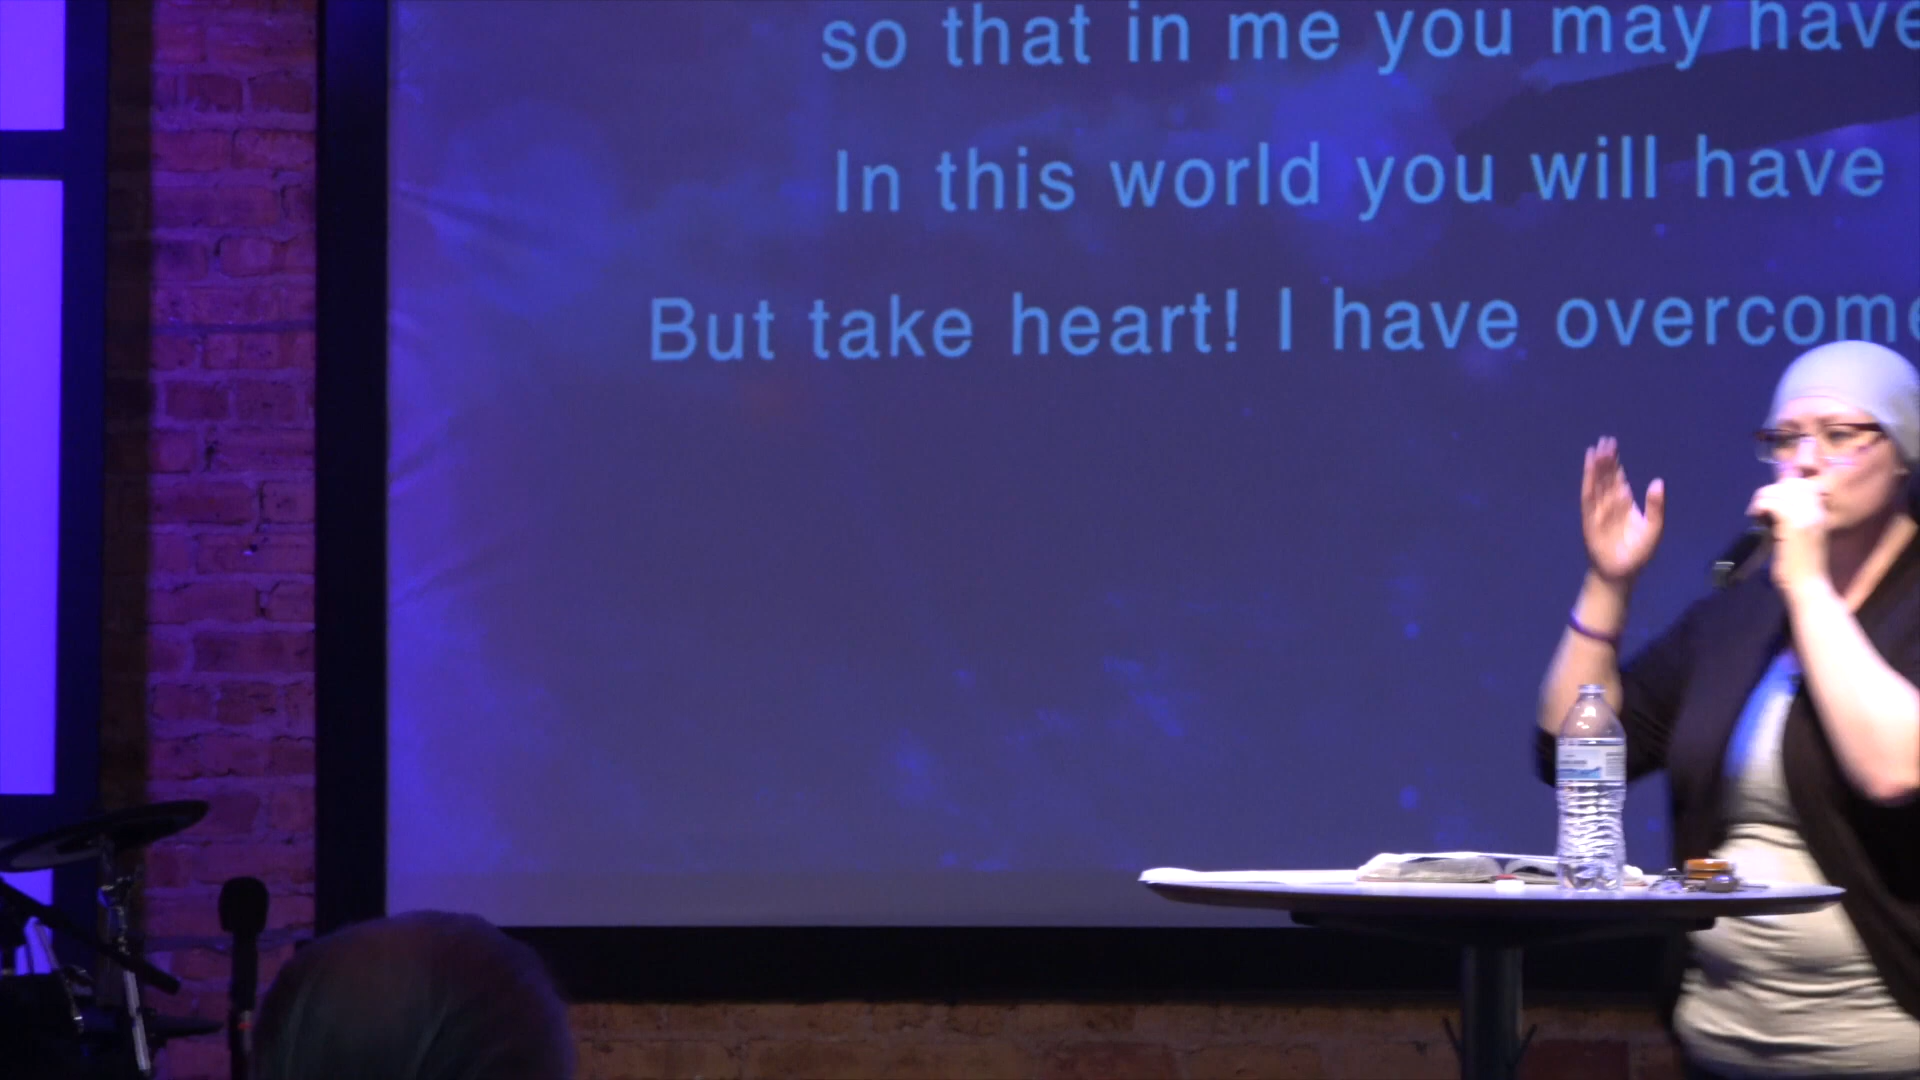 so that in me you may have
In this world you will have
But take heart! I have overcome